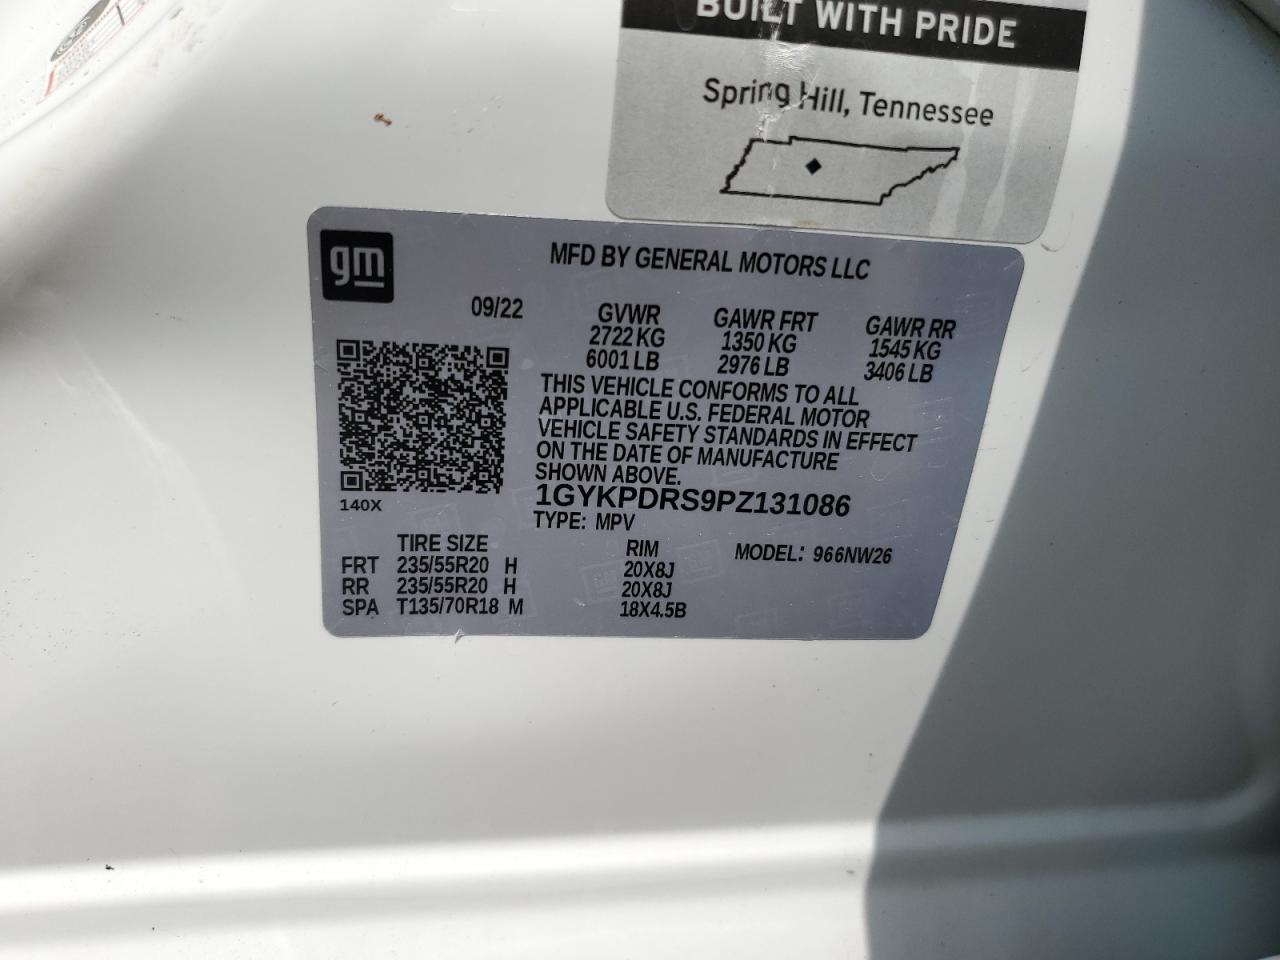 BUILT WITH PRIDE
Spring Hill, Tennessee
gm
MFD BY GENERAL MOTORS LLC
09/22
GVWR GAWR FRT GAWR RR
2722 KG 1350 KG 1545 KG
6001 LB 2976 LB 3406 LB
THIS VEHICLE CONFORMS TO ALL
APPLICABLE U.S. FEDERAL MOTOR
VEHICLE SAFETY STANDARDS IN EFFECT
ON THE DATE OF MANUFACTURE
SHOWN ABOVE.
140X
1GYKPDRS9PZ131086
TYPE: MPV
TIRE SIZE RIM MODEL: 966NW26
FRT 235/55R20 H 20X8J
RR 235/55R20 H 20X8J
SPA T135/70R18 M 18X4.5B